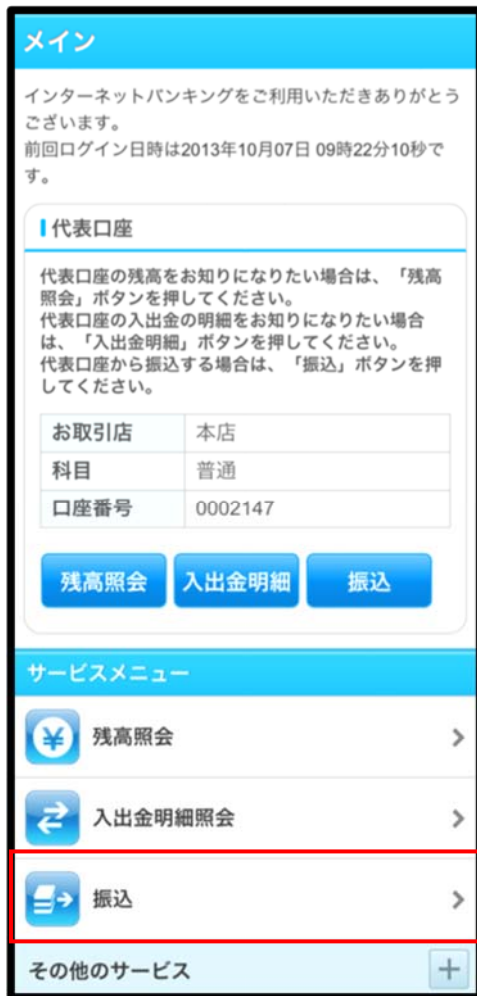 メイン
インターネットバンキングをご利用いただきありがとう
ございます。
前回ログイン日時は2013年10月07日 09時22分10秒で
す。
代表口座
代表口座の残高をお知りになりたい場合は、「残高
照会」ボタンを押してください。
代表口座の入出金の明細をお知りになりたい場合
は、「入出金明細」ボタンを押してください。
代表口座から振込する場合は、「振込」ボタンを押
してください。
お取引店 本店
科目 普通
口座番号 0002147
残高照会 入出金明細 振込
サービスメニュー
残高照会
入出金明細照会
振込
その他のサービス